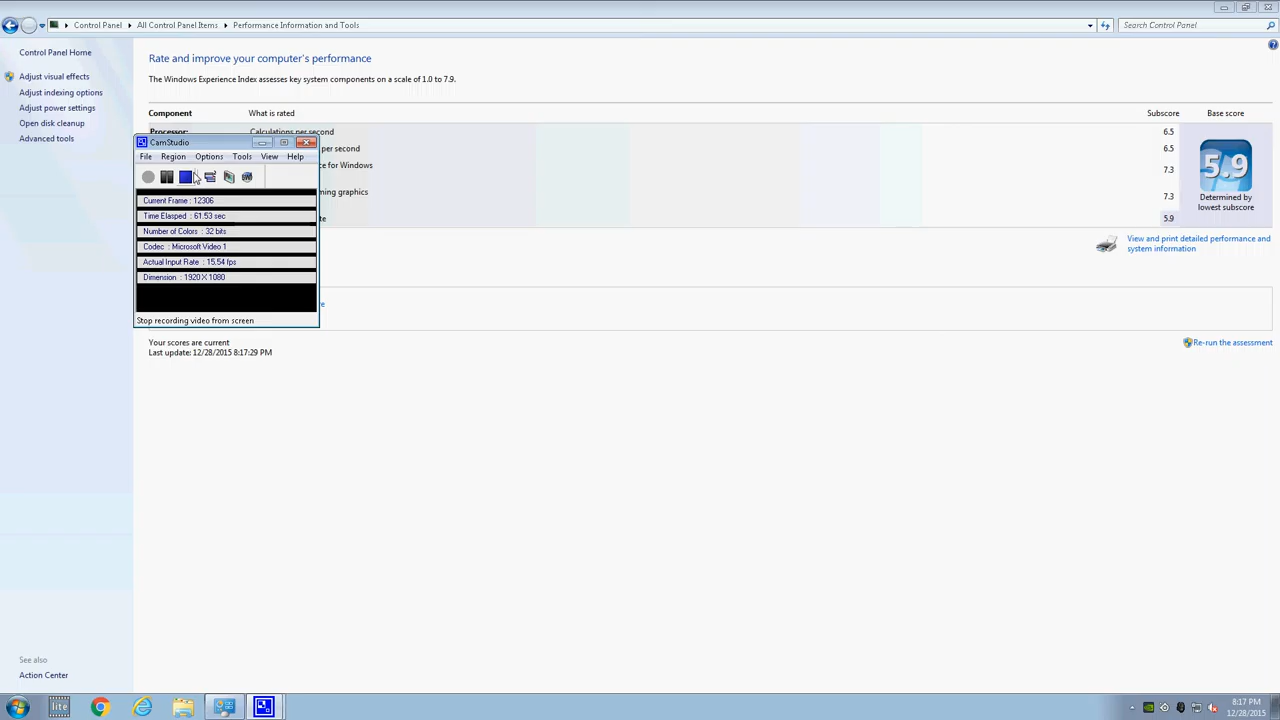 Control Panel
All Control Panel Items
Performance Information and Tools
Search Control Panel
Control Panel Home
Adjust visual effects
Adjust indexing options
Adjust power settings
Open disk cleanup
Advanced tools
Rate and improve your computer's performance
The Windows Experience Index assesses key system components on a scale of 1.0 to 7.9.
Component What is rated Subscore Base score
Processor: Calculations per second 6.5
per second 6.5
for Windows 7.3
gaming graphics 7.3
5.9
5.9
Determined by
lowest subscore
View and print detailed performance and
system information
CamStudio
File Region Options Tools View Help
Current Frame : 12306
Time Elasped : 61.53 sec
Number of Colors : 32 bits
Codec : Microsoft Video 1
Actual Input Rate : 15.54 fps
Dimension : 1920 X 1080
Stop recording video from screen
Your scores are current
Last update: 12/28/2015 8:17:29 PM
Re-run the assessment
See also
Action Center
lite
8:17 PM
12/28/2015